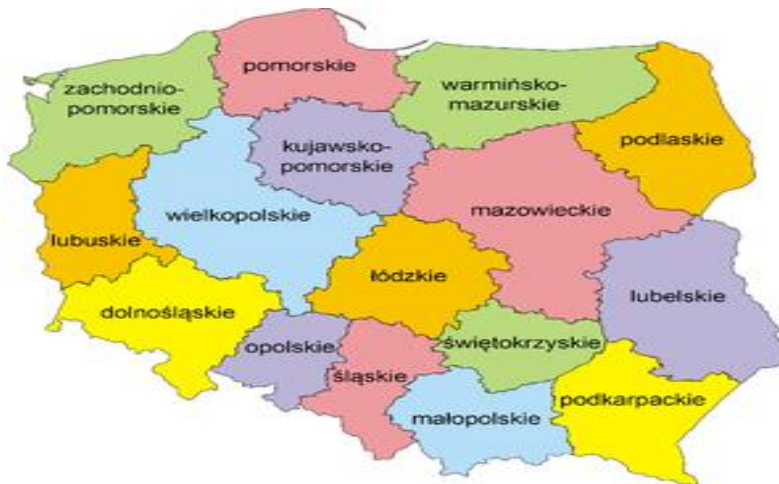 pomorskie
zachodnio-
pomorskie
warmińsko-
mazurskie
podlaskie
kujawsko-
pomorskie
wielkopolskie
mazowieckie
lubuskie
łódzkie
lubelskie
dolnośląskie
opolskie
śląskie
świętokrzyskie
małopolskie
podkarpackie